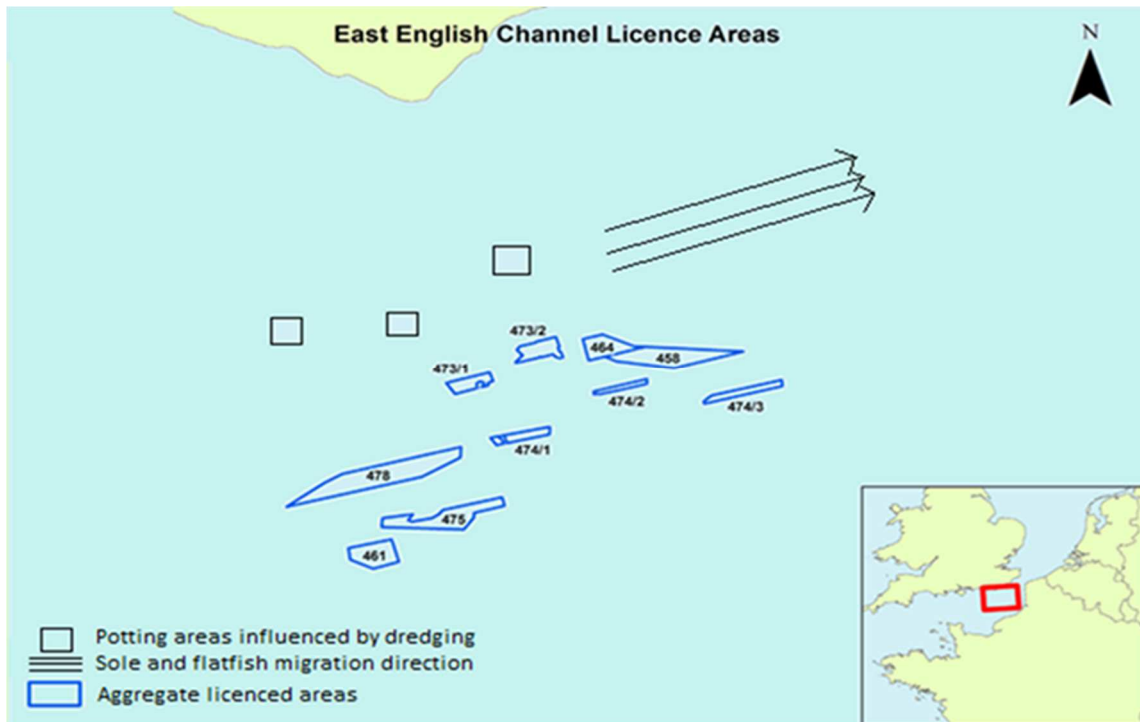 East English Channel Licence Areas
N
473/2
464
458
473/1
474/2
474/3
474/1
478
475
461
Potting areas influenced by dredging
Sole and flatfish migration direction
Aggregate licenced areas